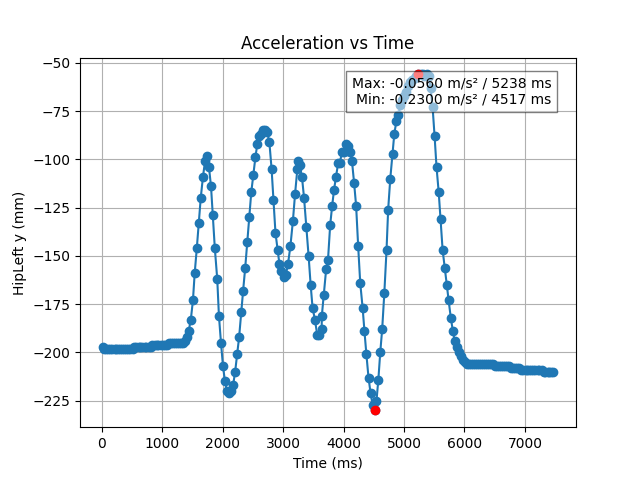 Acceleration vs Time
Max: -0.0560 m/s² / 5238 ms
Min: -0.2300 m/s² / 4517 ms
HipLeft y (mm)
−50
−75
−100
−125
−150
−175
−200
−225
0 1000 2000 3000 4000 5000 6000 7000
Time (ms)